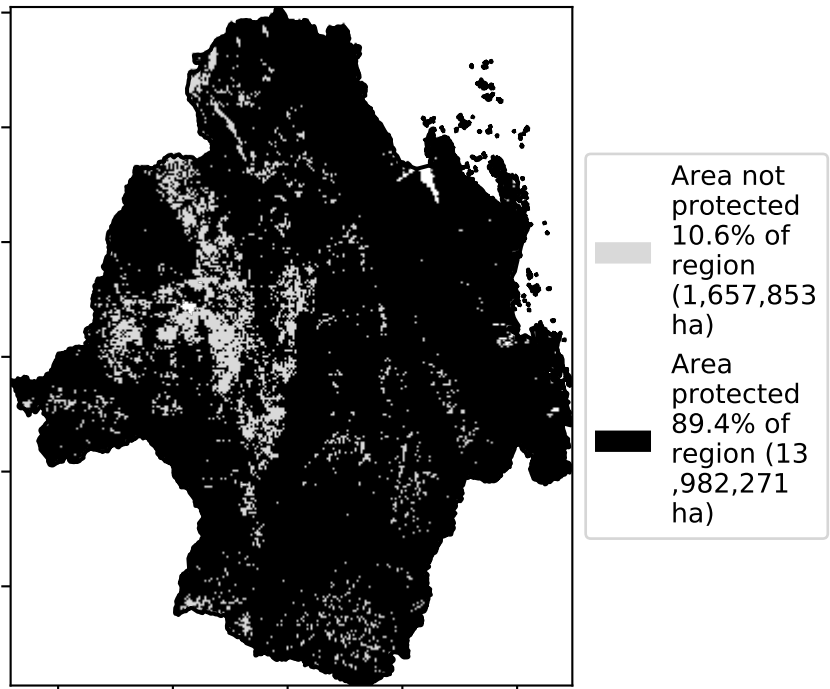 Area not
protected
10.6% of
region
(1,657,853
ha)
Area
protected
89.4% of
region (13
,982,271
ha)